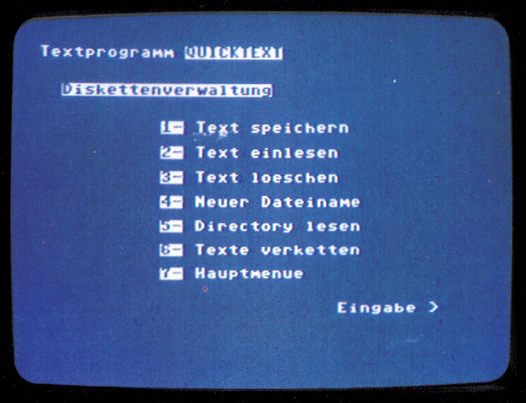 Textprogramm QUICKTEXT
Diskettenverwaltung
1- Text speichern
2- Text einlesen
3- Text loeschen
4- Neuer Dateiname
5- Directory lesen
6- Texte verketten
7- Hauptmenue
Eingabe >